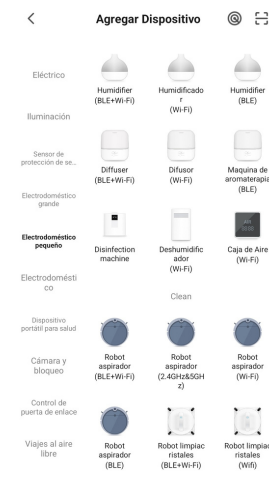 Agregar Dispositivo
Eléctrico
Iluminación
Sensor de
protección de se...
Electrodoméstico
grande
Electrodoméstico
pequeño
Electrodomésti
co
Dispositivo
portátil para salud
Cámara y
bloqueo
Control de
puerta de enlace
Viajes al aire
libre
Humidifier
(BLE+Wi-Fi)
Humidificado
r
(Wi-Fi)
Humidifier
(BLE)
Diffuser
(BLE+Wi-Fi)
Difusor
(Wi-Fi)
Maquina de
aromaterapia
(BLE)
Disinfection
machine
Deshumidific
ador
(Wi-Fi)
Caja de Aire
(Wi-Fi)
Clean
Robot
aspirador
(BLE+Wi-Fi)
Robot
aspirador
(2.4GHz&5GH
z)
Robot
aspirador
(Wi-Fi)
Robot
aspirador
(BLE)
Robot limpiac
ristales
(BLE+Wi-Fi)
Robot limpiac
ristales
(Wifi)